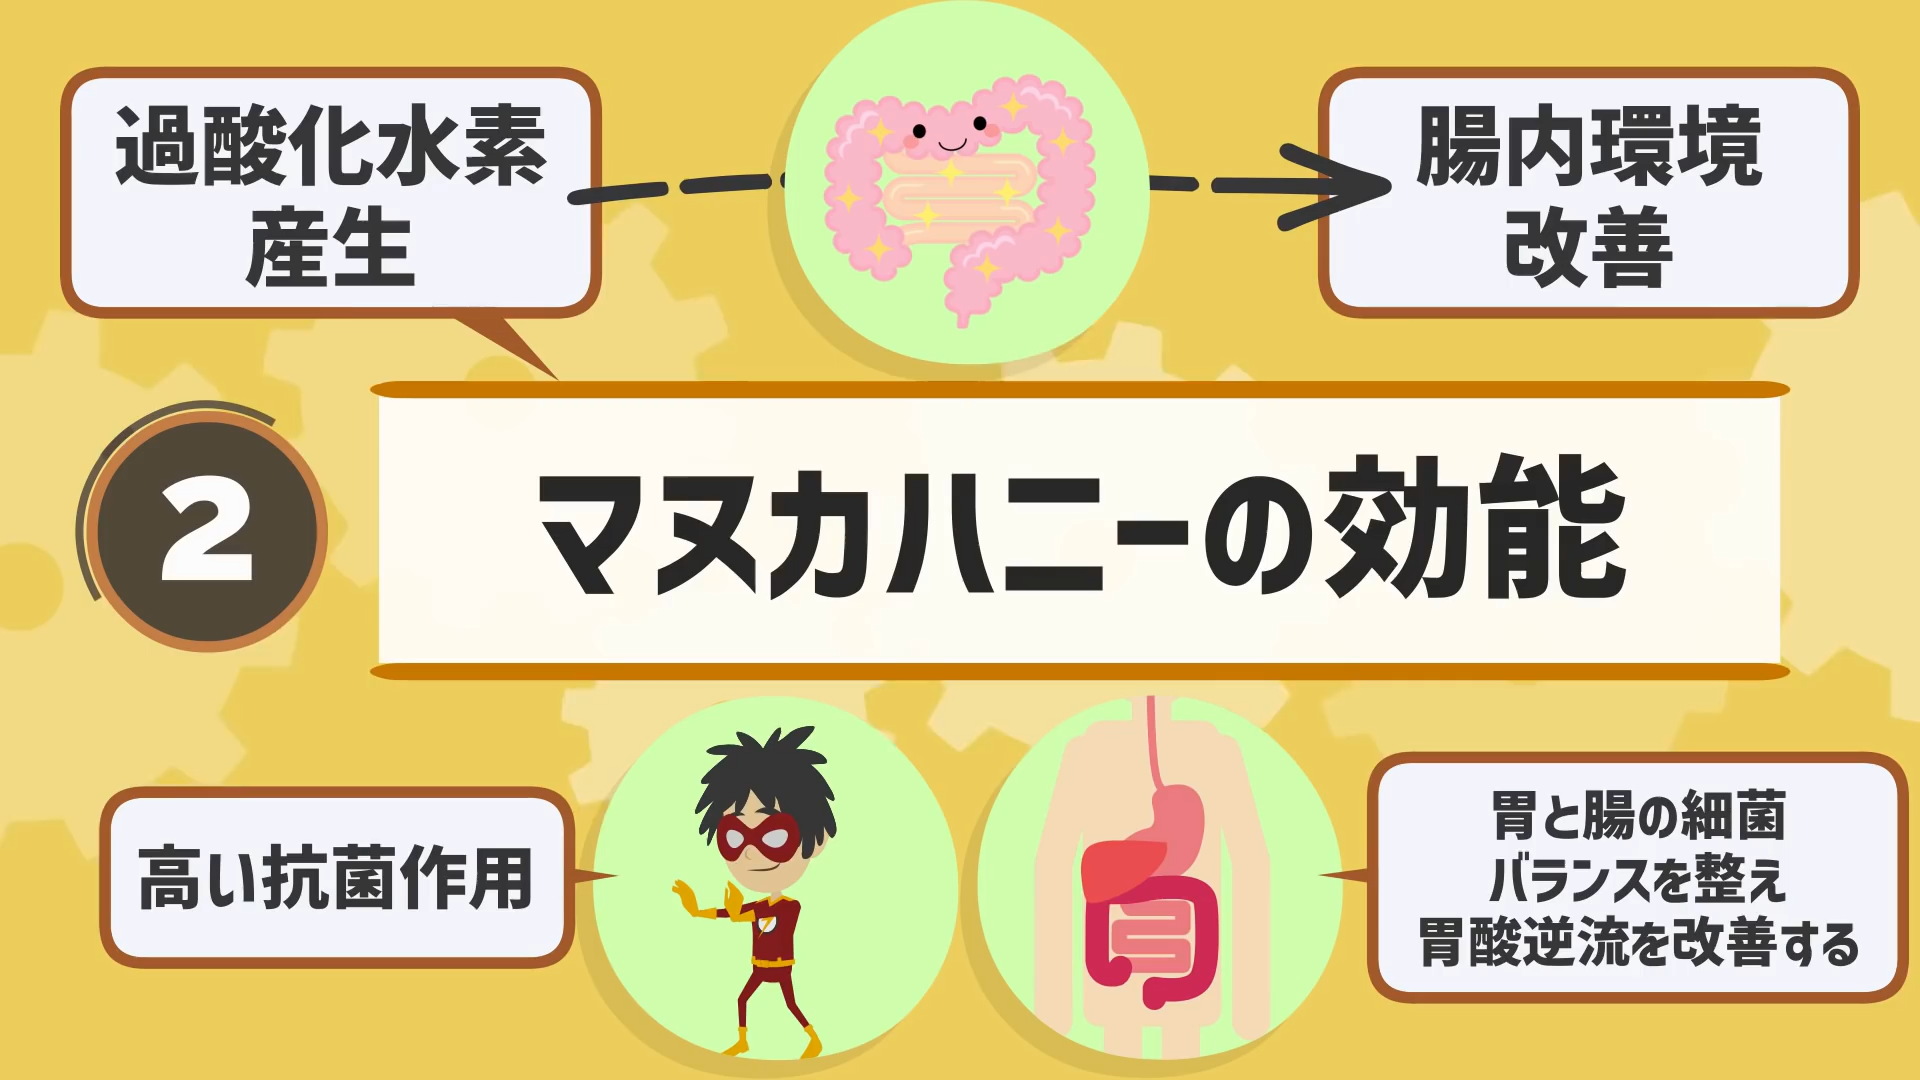 過酸化水素
産生
腸内環境
改善
2
マヌカハニーの効能
高い抗菌作用
胃と腸の細菌
バランスを整え
胃酸逆流を改善する